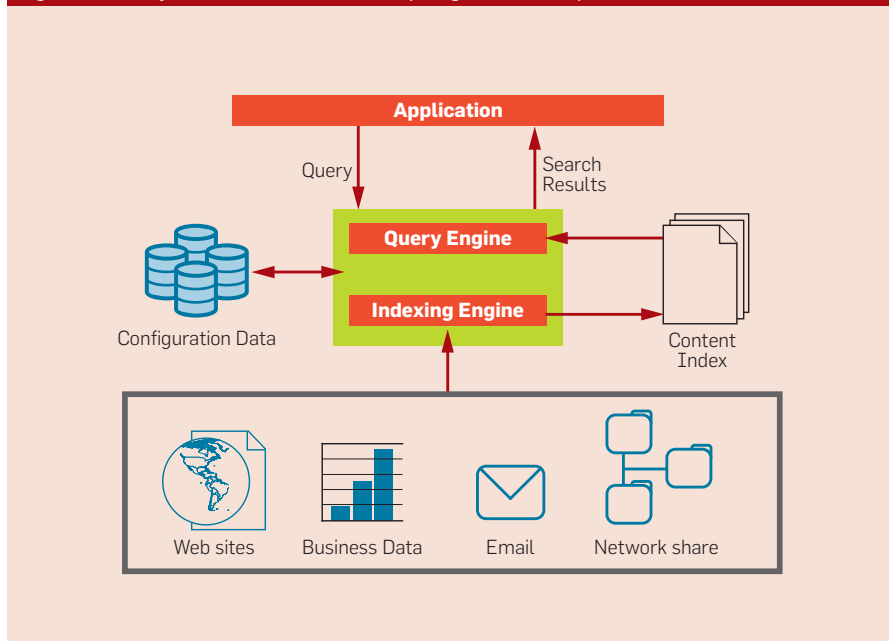 Application
Query
Search
Results
Query Engine
Indexing Engine
Configuration Data
Content
Index
Web sites
Business Data
Email
Network share